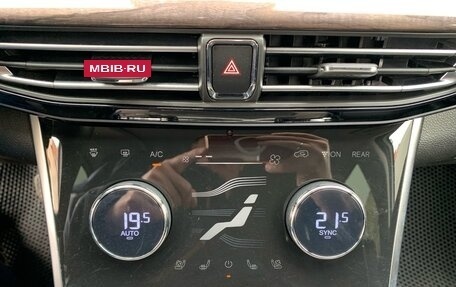 MBIB-RU
A/C
ION
REAR
19.5
AUTO
21.5
SYNC